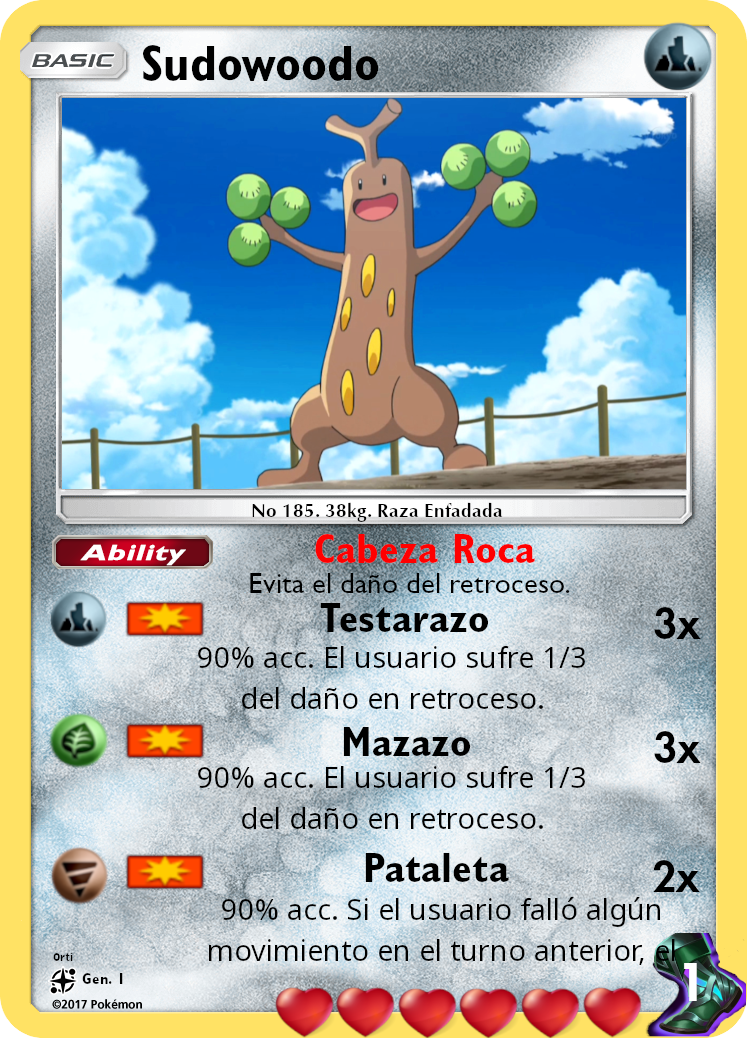 BASIC Sudowoodo
No 185. 38kg. Raza Enfadada
Ability Cabeza Roca
Evita el daño del retroceso.
Testarazo 3x
90% acc. El usuario sufre 1/3
del daño en retroceso.
Mazazo 3x
90% acc. El usuario sufre 1/3
del daño en retroceso.
Pataleta 2x
90% acc. Si el usuario falló algún
movimiento en el turno anterior, el
Orti
Gen. 1
1
©2017 Pokémon